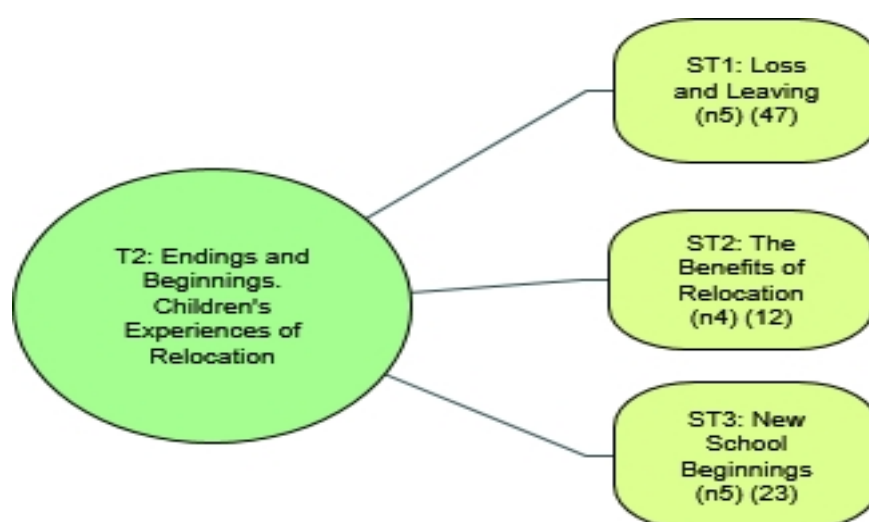 T2: Endings and
Beginnings.
Children's
Experiences of
Relocation
ST1: Loss
and Leaving
(n5) (47)
ST2: The
Benefits of
Relocation
(n4) (12)
ST3: New
School
Beginnings
(n5) (23)